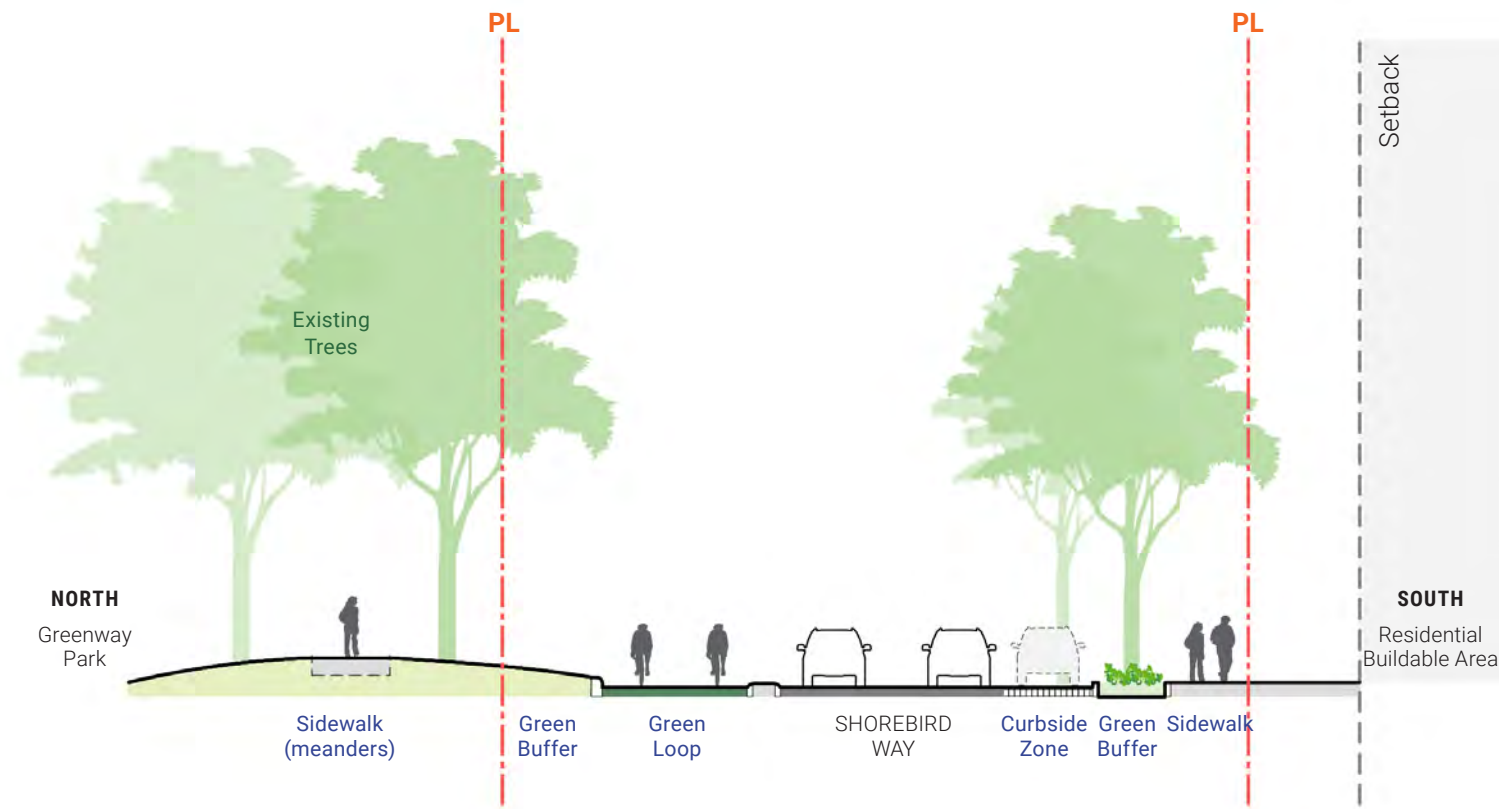 PL
PL
Setback
Existing
Trees
NORTH
Greenway
Park
SOUTH
Residential
Buildable Area
Sidewalk
(meanders)
Green
Buffer
Green
Loop
SHOREBIRD
WAY
Curbside
Zone
Green
Buffer
Sidewalk